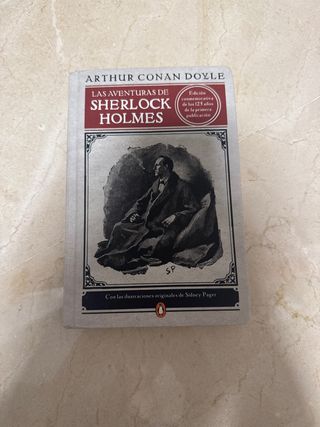 ARTHUR CONAN DOYLE
LAS AVENTURAS DE
SHERLOCK
HOLMES
Edición
conmemorativa
de los 125 años
de la primera
publicación
SP
Con las ilustraciones originales de Sidney Paget